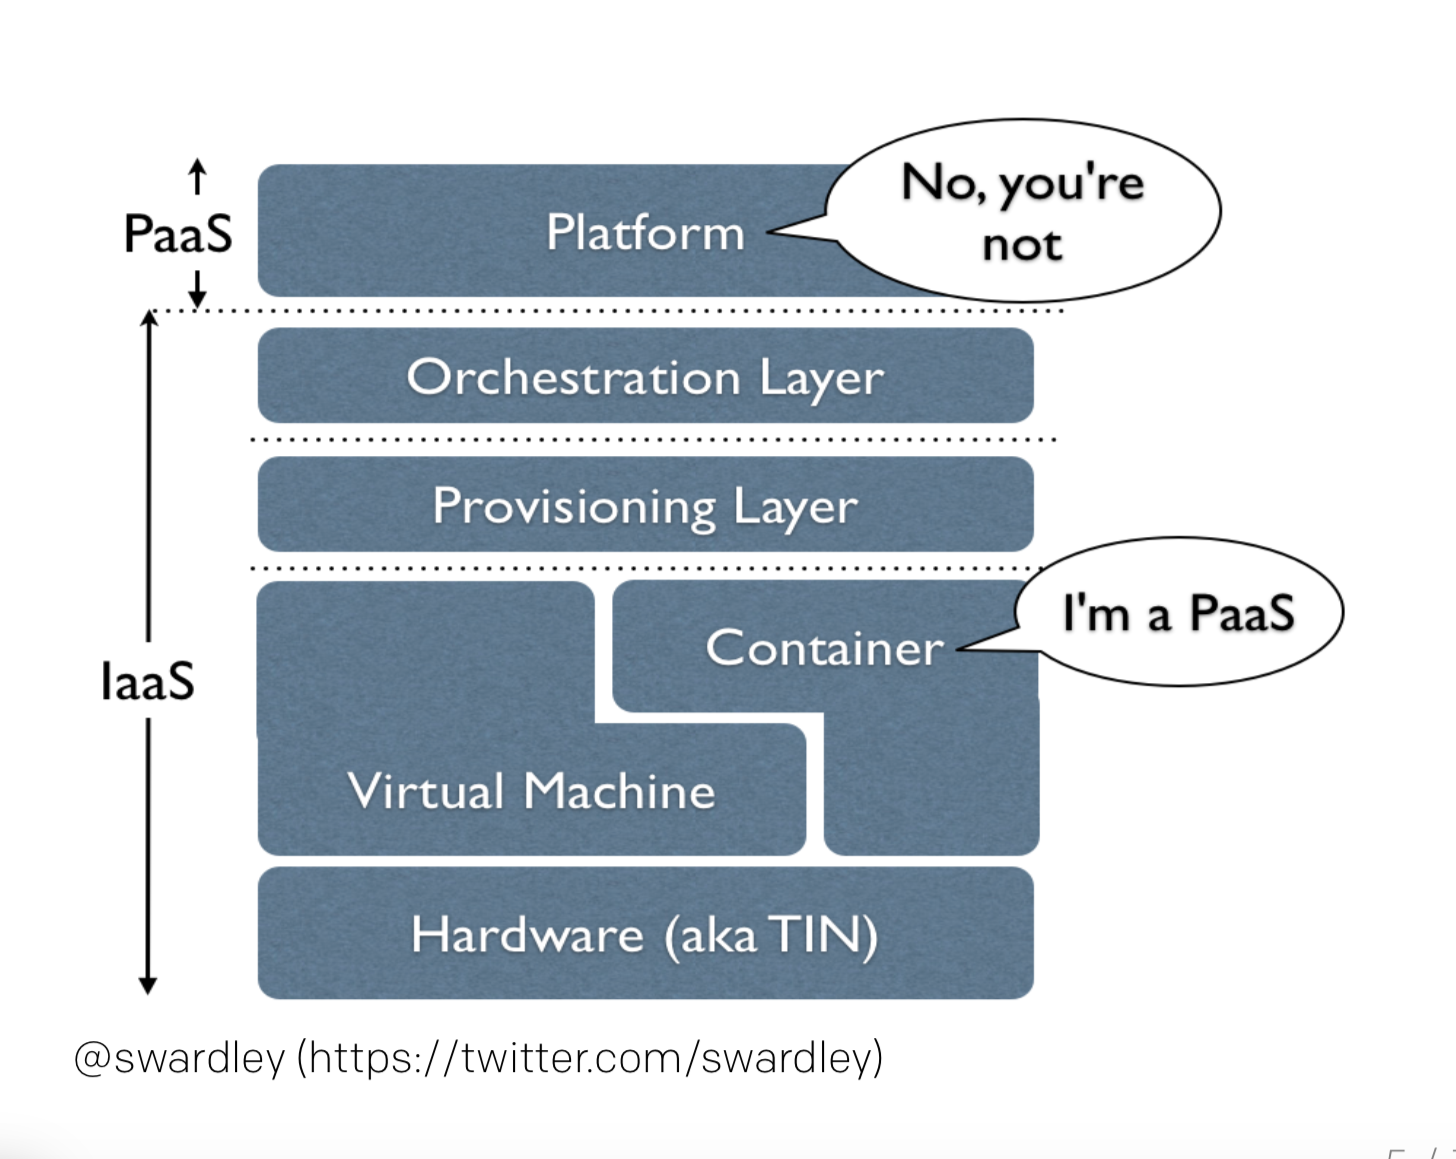 No, you're
not
PaaS
Platform
Orchestration Layer
Provisioning Layer
I'm a PaaS
Container
IaaS
Virtual Machine
Hardware (aka TIN)
@swardley (https://twitter.com/swardley)